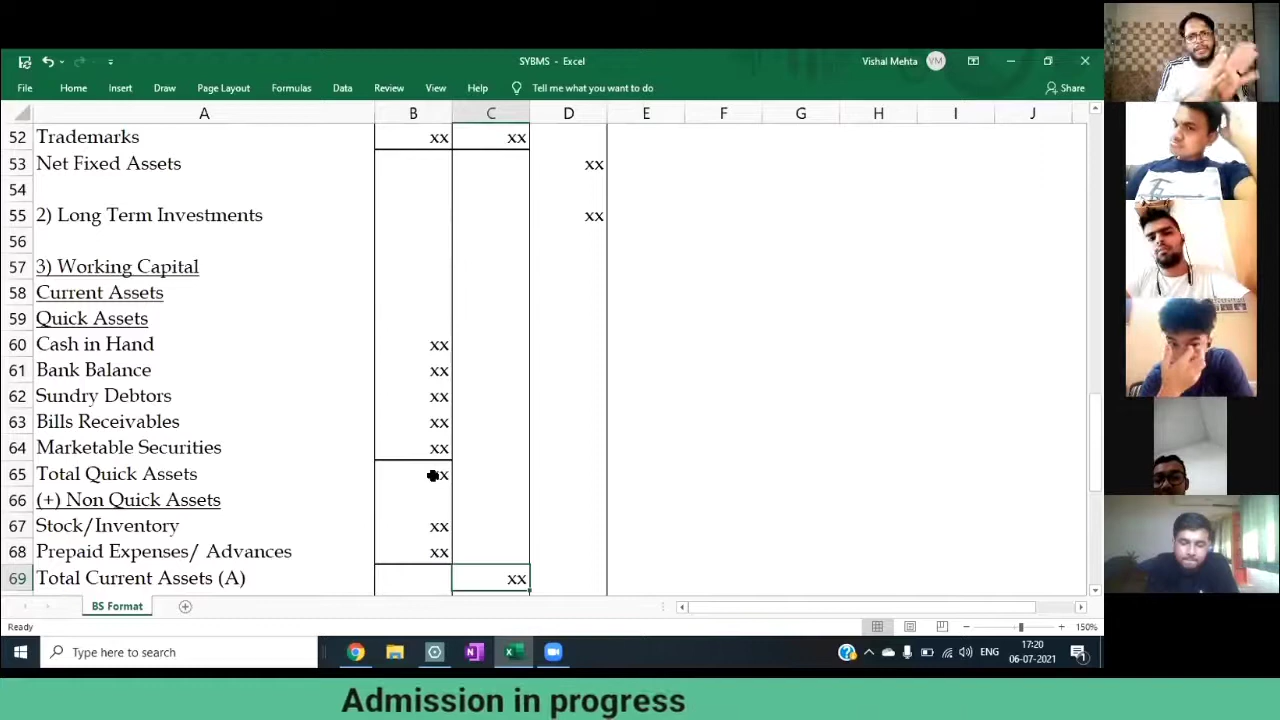 SYBMS - Excel
Vishal Mehta VM
File Home Insert Draw Page Layout Formulas Data Review View Help Tell me what you want to do Share
A B C D E F G H I J
52 Trademarks xx xx
53 Net Fixed Assets xx
54
55 2) Long Term Investments xx
56
57 3) Working Capital
58 Current Assets
59 Quick Assets
60 Cash in Hand xx
61 Bank Balance xx
62 Sundry Debtors xx
63 Bills Receivables xx
64 Marketable Securities xx
65 Total Quick Assets
66 (+) Non Quick Assets
67 Stock/Inventory xx
68 Prepaid Expenses/ Advances xx
69 Total Current Assets (A) xx
BS Format
Ready 150%
Type here to search
ENG
17:20
06-07-2021
1
Admission in progress